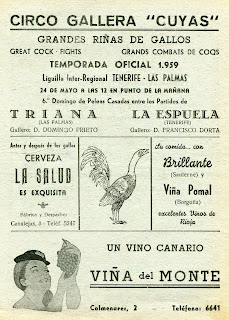 CIRCO GALLERA "CUYAS"
GRANDES RIÑAS DE GALLOS
GREAT COCK - FIGHTS GRANDS COMBATS DE COQS
TEMPORADA OFICIAL 1.959
Liguilla Inter-Regional TENERIFE - LAS PALMAS
24 DE MAYO A LAS 12 EN PUNTO DE LA MAÑANA
6.º Domingo de Peleas Casadas entre los Partidos de
TRIANA LA ESPUELA
(LAS PALMAS) (TENERIFE)
Gallero: D. DOMINGO PRIETO Gallero: D. FRANCISCO DORTA
Antes y después de los gallos
CERVEZA
LA SALUD
ES EXQUISITA
Fábrica y Despacho:
Canalejas, 3 - Teléf. 5247
Su comida... con
Brillante
(Sauterne) y
Viña Pomal
(Borgoña)
excelentes Vinos de
Rioja
UN VINO CANARIO
VIÑA del MONTE
Colmenares, 2 Teléfono: 6641